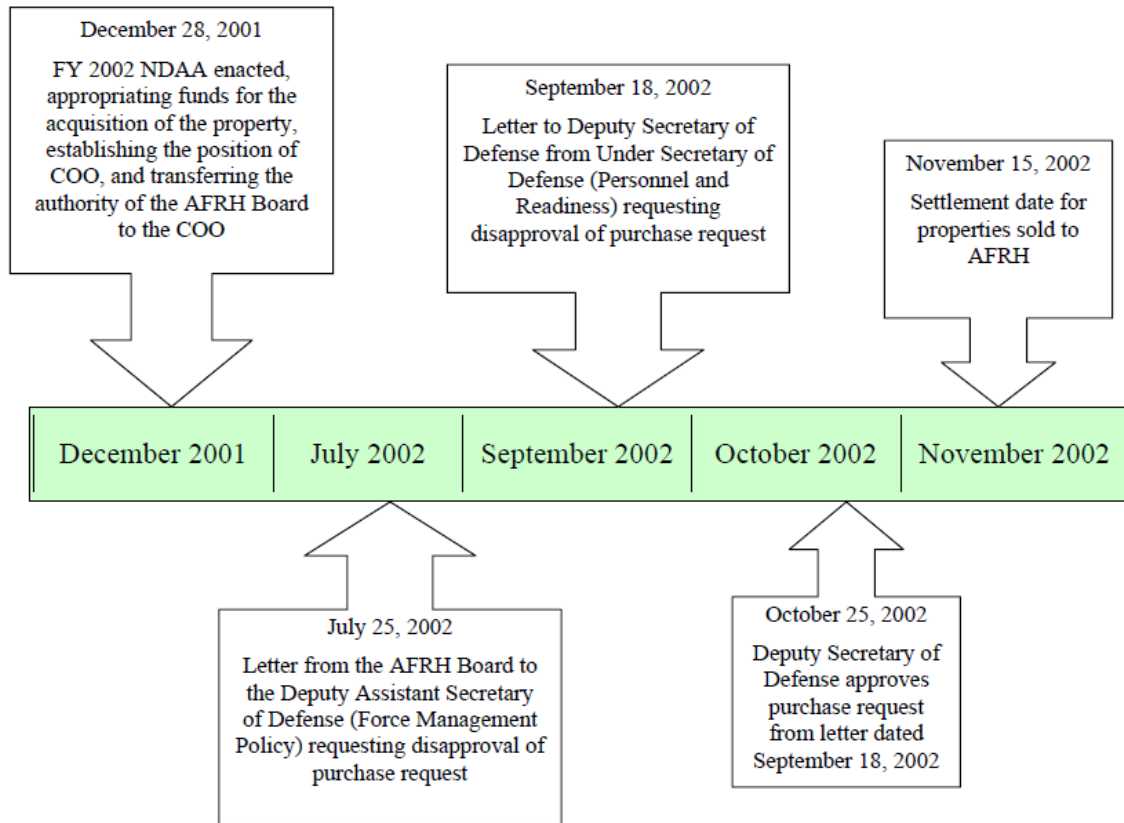 December 28, 2001
FY 2002 NDAA enacted,
appropriating funds for the
acquisition of the property,
establishing the position of
COO, and transferring the
authority of the AFRH Board
to the COO
September 18, 2002
Letter to Deputy Secretary of
Defense from Under Secretary of
Defense (Personnel and
Readiness) requesting
disapproval of purchase request
November 15, 2002
Settlement date for
properties sold to
AFRH
December 2001
July 2002
September 2002
October 2002
November 2002
July 25, 2002
Letter from the AFRH Board to
the Deputy Assistant Secretary
of Defense (Force Management
Policy) requesting disapproval of
purchase request
October 25, 2002
Deputy Secretary of
Defense approves
purchase request
from letter dated
September 18, 2002